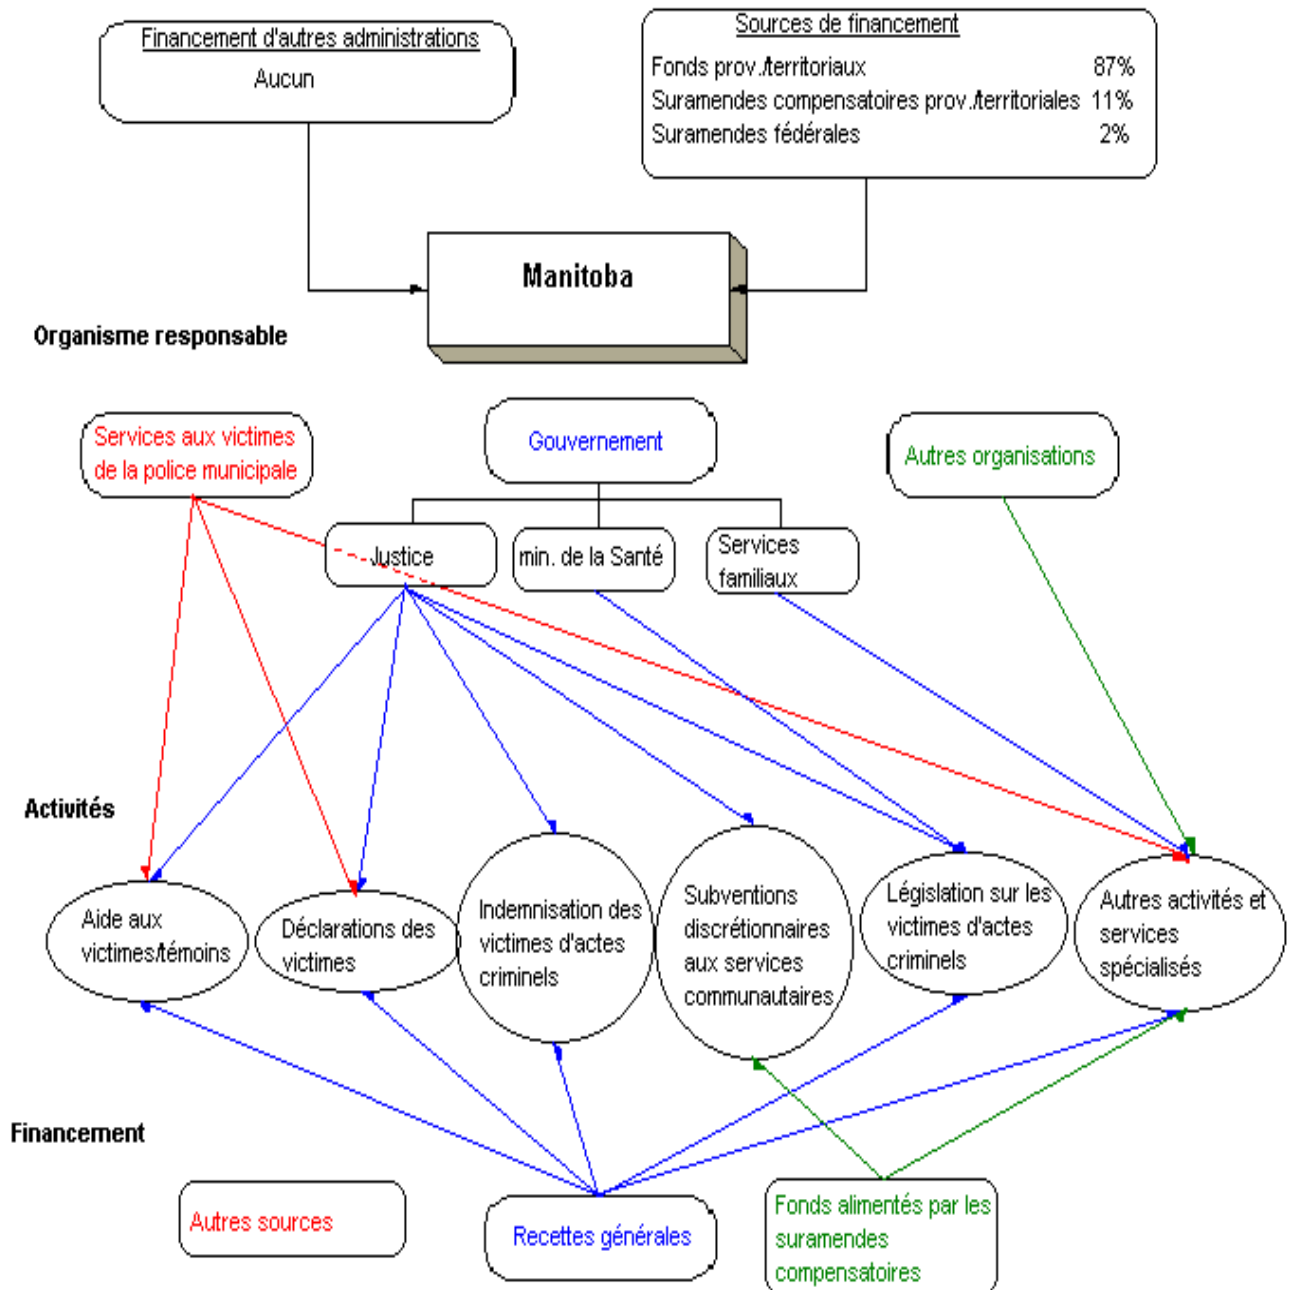 Financement d'autres administrations
Aucun
Sources de financement
Fonds prov./territoriaux 87%
Suramendes compensatoires prov./territoriales 11%
Suramendes fédérales 2%
Manitoba
Organisme responsable
Services aux victimes
de la police municipale
Gouvernement
Autres organisations
Justice
min. de la Santé
Services
familiaux
Activités
Aide aux
victimes/témoins
Déclarations des
victimes
Indemnisation des
victimes d'actes
criminels
Subventions
discrétionnaires
aux services
communautaires
Législation sur les
victimes d'actes
criminels
Autres activités et
services
spécialisés
Financement
Autres sources
Recettes générales
Fonds alimentés par les
suramendes
compensatoires